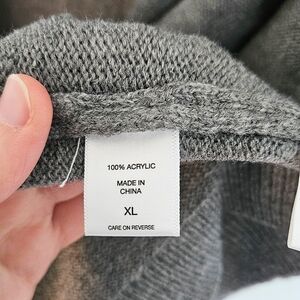 100% ACRYLIC
MADE IN
CHINA
XL
CARE ON REVERSE